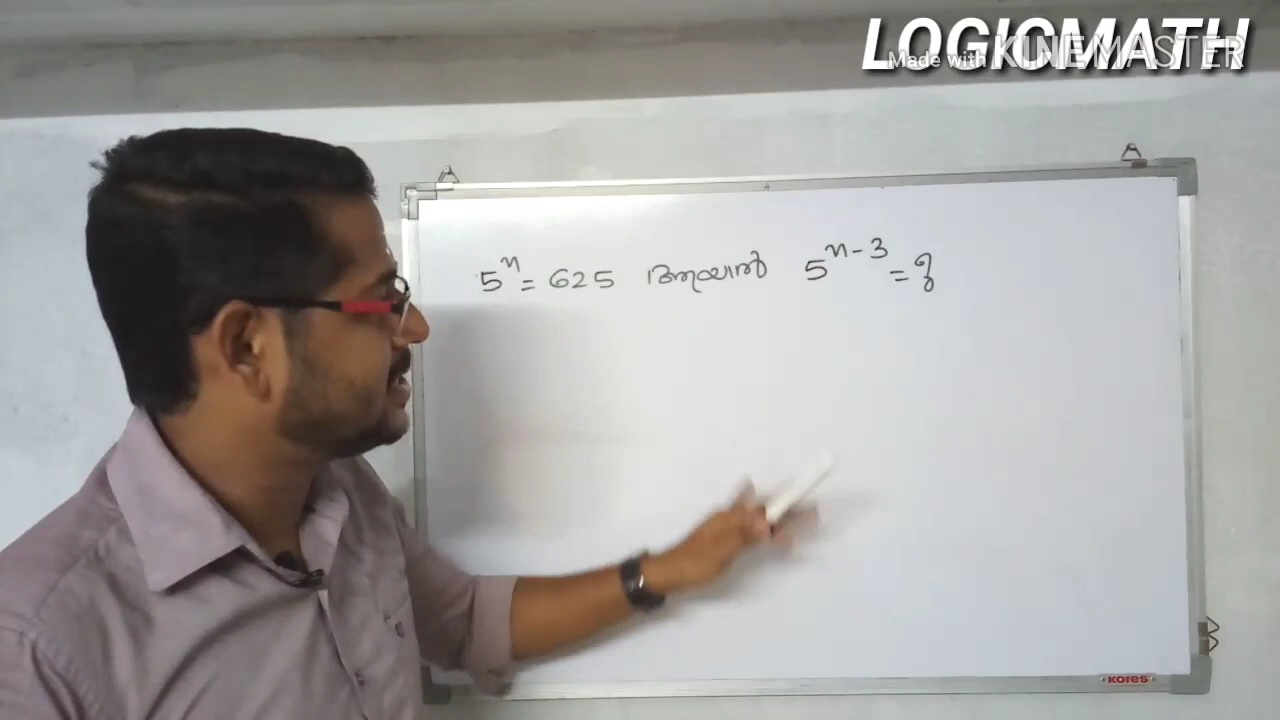 LOGICMATH
Made with KINEMASTER
5ⁿ = 625 ആയാൽ 5ⁿ⁻³ = ?
KORES